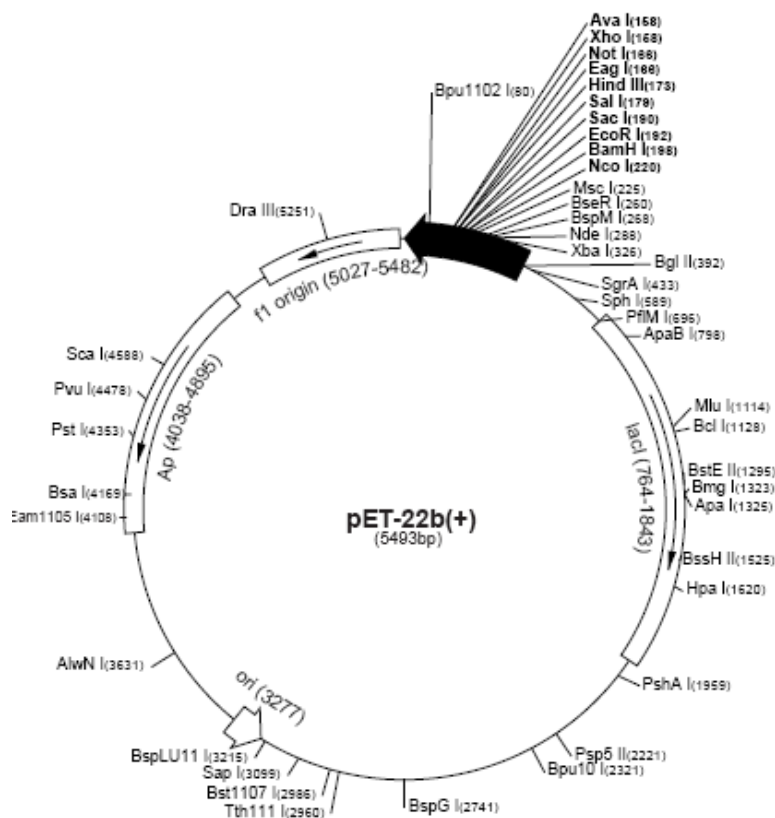 Ava I(158)
Xho I(158)
Not I(166)
Eag I(166)
Hind III(173)
Sal I(179)
Sac I(190)
EcoR I(192)
BamH I(198)
Nco I(220)
Msc I(225)
BseR I(260)
BspM I(268)
Nde I(288)
Xba I(326)
Bgl II(392)
SgrA I(433)
Sph I(589)
PflM I(696)
ApaB I(798)
Mlu I(1114)
Bcl I(1128)
BstE II(1295)
Bmg I(1323)
Apa I(1325)
BssH II(1525)
Hpa I(1620)
PshA I(1959)
Psp5 II(2221)
Bpu10 I(2321)
BspG I(2741)
Tth111 I(2960)
Bst1107 I(2986)
Sap I(3099)
BspLU11 I(3215)
AlwN I(3631)
Eam1105 I(4108)
Bsa I(4169)
Pst I(4353)
Pvu I(4478)
Sca I(4588)
Dra III(5251)
Bpu1102 I(80)
f1 origin (5027-5482)
Ap (4038-4895)
lacI (764-1843)
ori (3277)
pET-22b(+)
(5493bp)